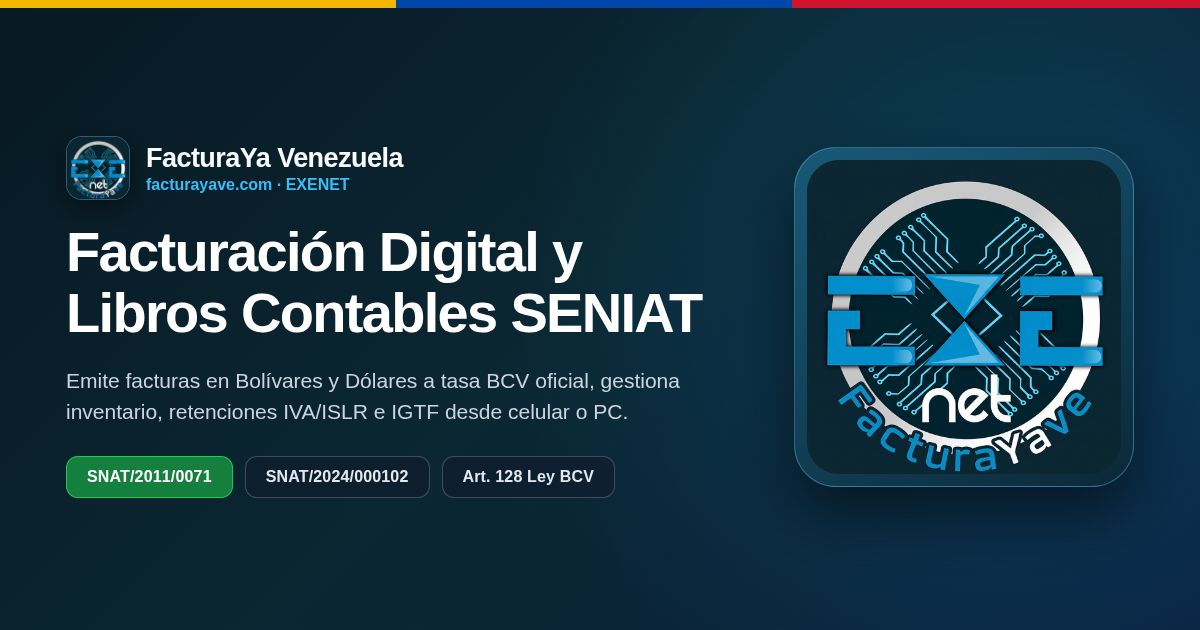 FacturaYa Venezuela
facturayave.com · EXENET
Facturación Digital y
Libros Contables SENIAT
Emite facturas en Bolívares y Dólares a tasa BCV oficial, gestiona
inventario, retenciones IVA/ISLR e IGTF desde celular o PC.
SNAT/2011/0071
SNAT/2024/000102
Art. 128 Ley BCV
EXE
net
FacturaYave